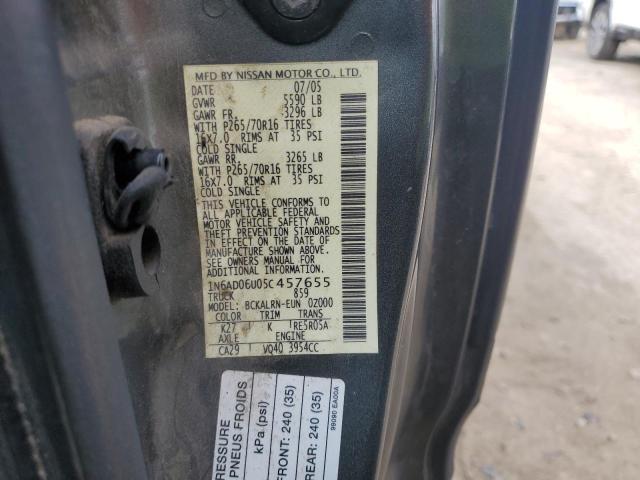 MFD BY NISSAN MOTOR CO., LTD.
DATE 07/05
GVWR 5590 LB
GAWR FR. 3296 LB
WITH P265/70R16 TIRES
16X7.0 RIMS AT 35 PSI
COLD SINGLE
GAWR RR. 3265 LB
WITH P265/70R16 TIRES
16X7.0 RIMS AT 35 PSI
COLD SINGLE
THIS VEHICLE CONFORMS TO
ALL APPLICABLE FEDERAL
MOTOR VEHICLE SAFETY AND
THEFT PREVENTION STANDARDS
IN EFFECT ON THE DATE OF
MANUFACTURE SHOWN ABOVE.
SEE OWNERS MANUAL FOR
ADDITIONAL INFO
1N6AD06U05C457655
TRUCK 859
MODEL: BCKALRN-EUN 02000
COLOR TRIM TRANS
K27 K RE5R05A
AXLE ENGINE
CA29 VQ40 3954CC
PRESSURE
PNEUS FROIDS
kPa (psi)
FRONT: 240 (35)
REAR: 240 (35)
99090 EA00A